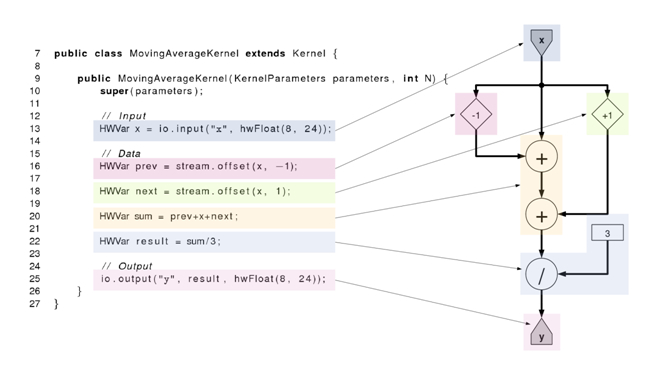 7 public class MovingAverageKernel extends Kernel {
8
9 public MovingAverageKernel(KernelParameters parameters, int N) {
10 super(parameters);
11
12 // Input
13 HWVar x = io.input("x", hwFloat(8, 24));
14
15 // Data
16 HWVar prev = stream.offset(x, −1);
17
18 HWVar next = stream.offset(x, 1);
19
20 HWVar sum = prev+x+next;
21
22 HWVar result = sum/3;
23
24 // Output
25 io.output("y", result, hwFloat(8, 24));
26 }
27 }
x
-1
+1
+
+
3
/
y